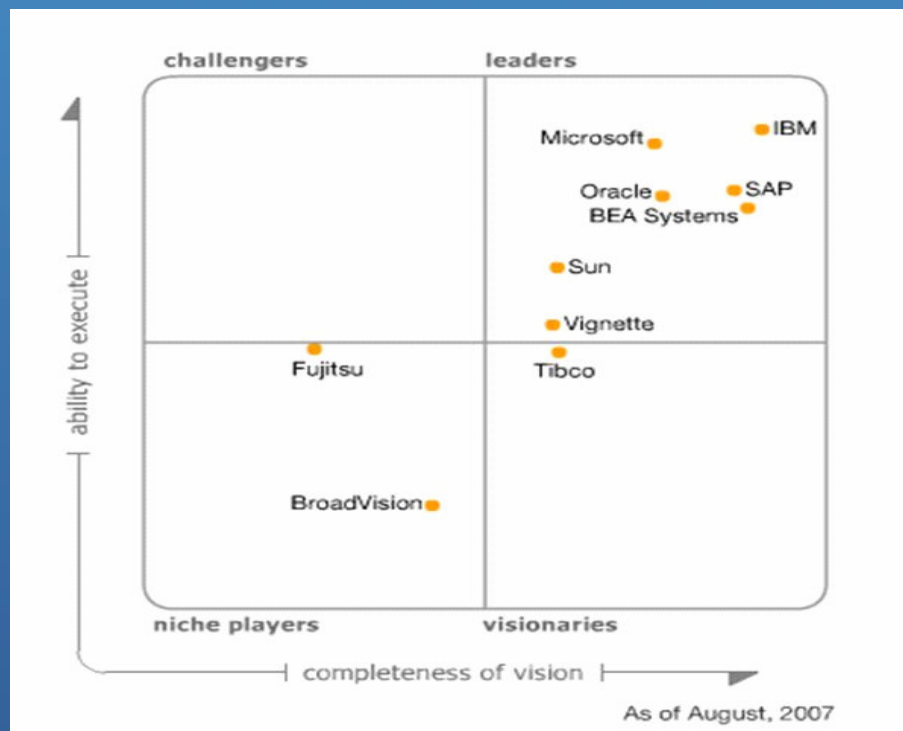 challengers
leaders
IBM
Microsoft
Oracle
SAP
BEA Systems
Sun
Vignette
Fujitsu
Tibco
BroadVision
niche players
visionaries
ability to execute
completeness of vision
As of August, 2007